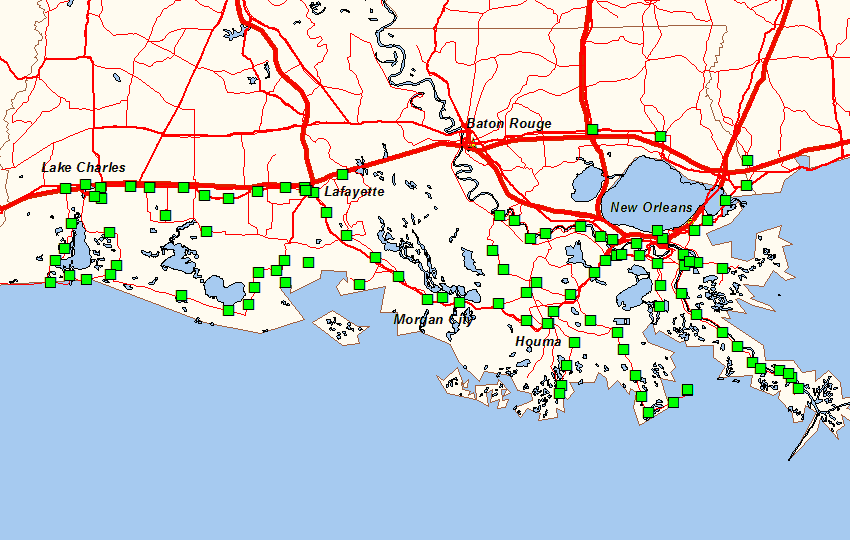 Baton Rouge
Lake Charles
Lafayette
New Orleans
Morgan City
Houma